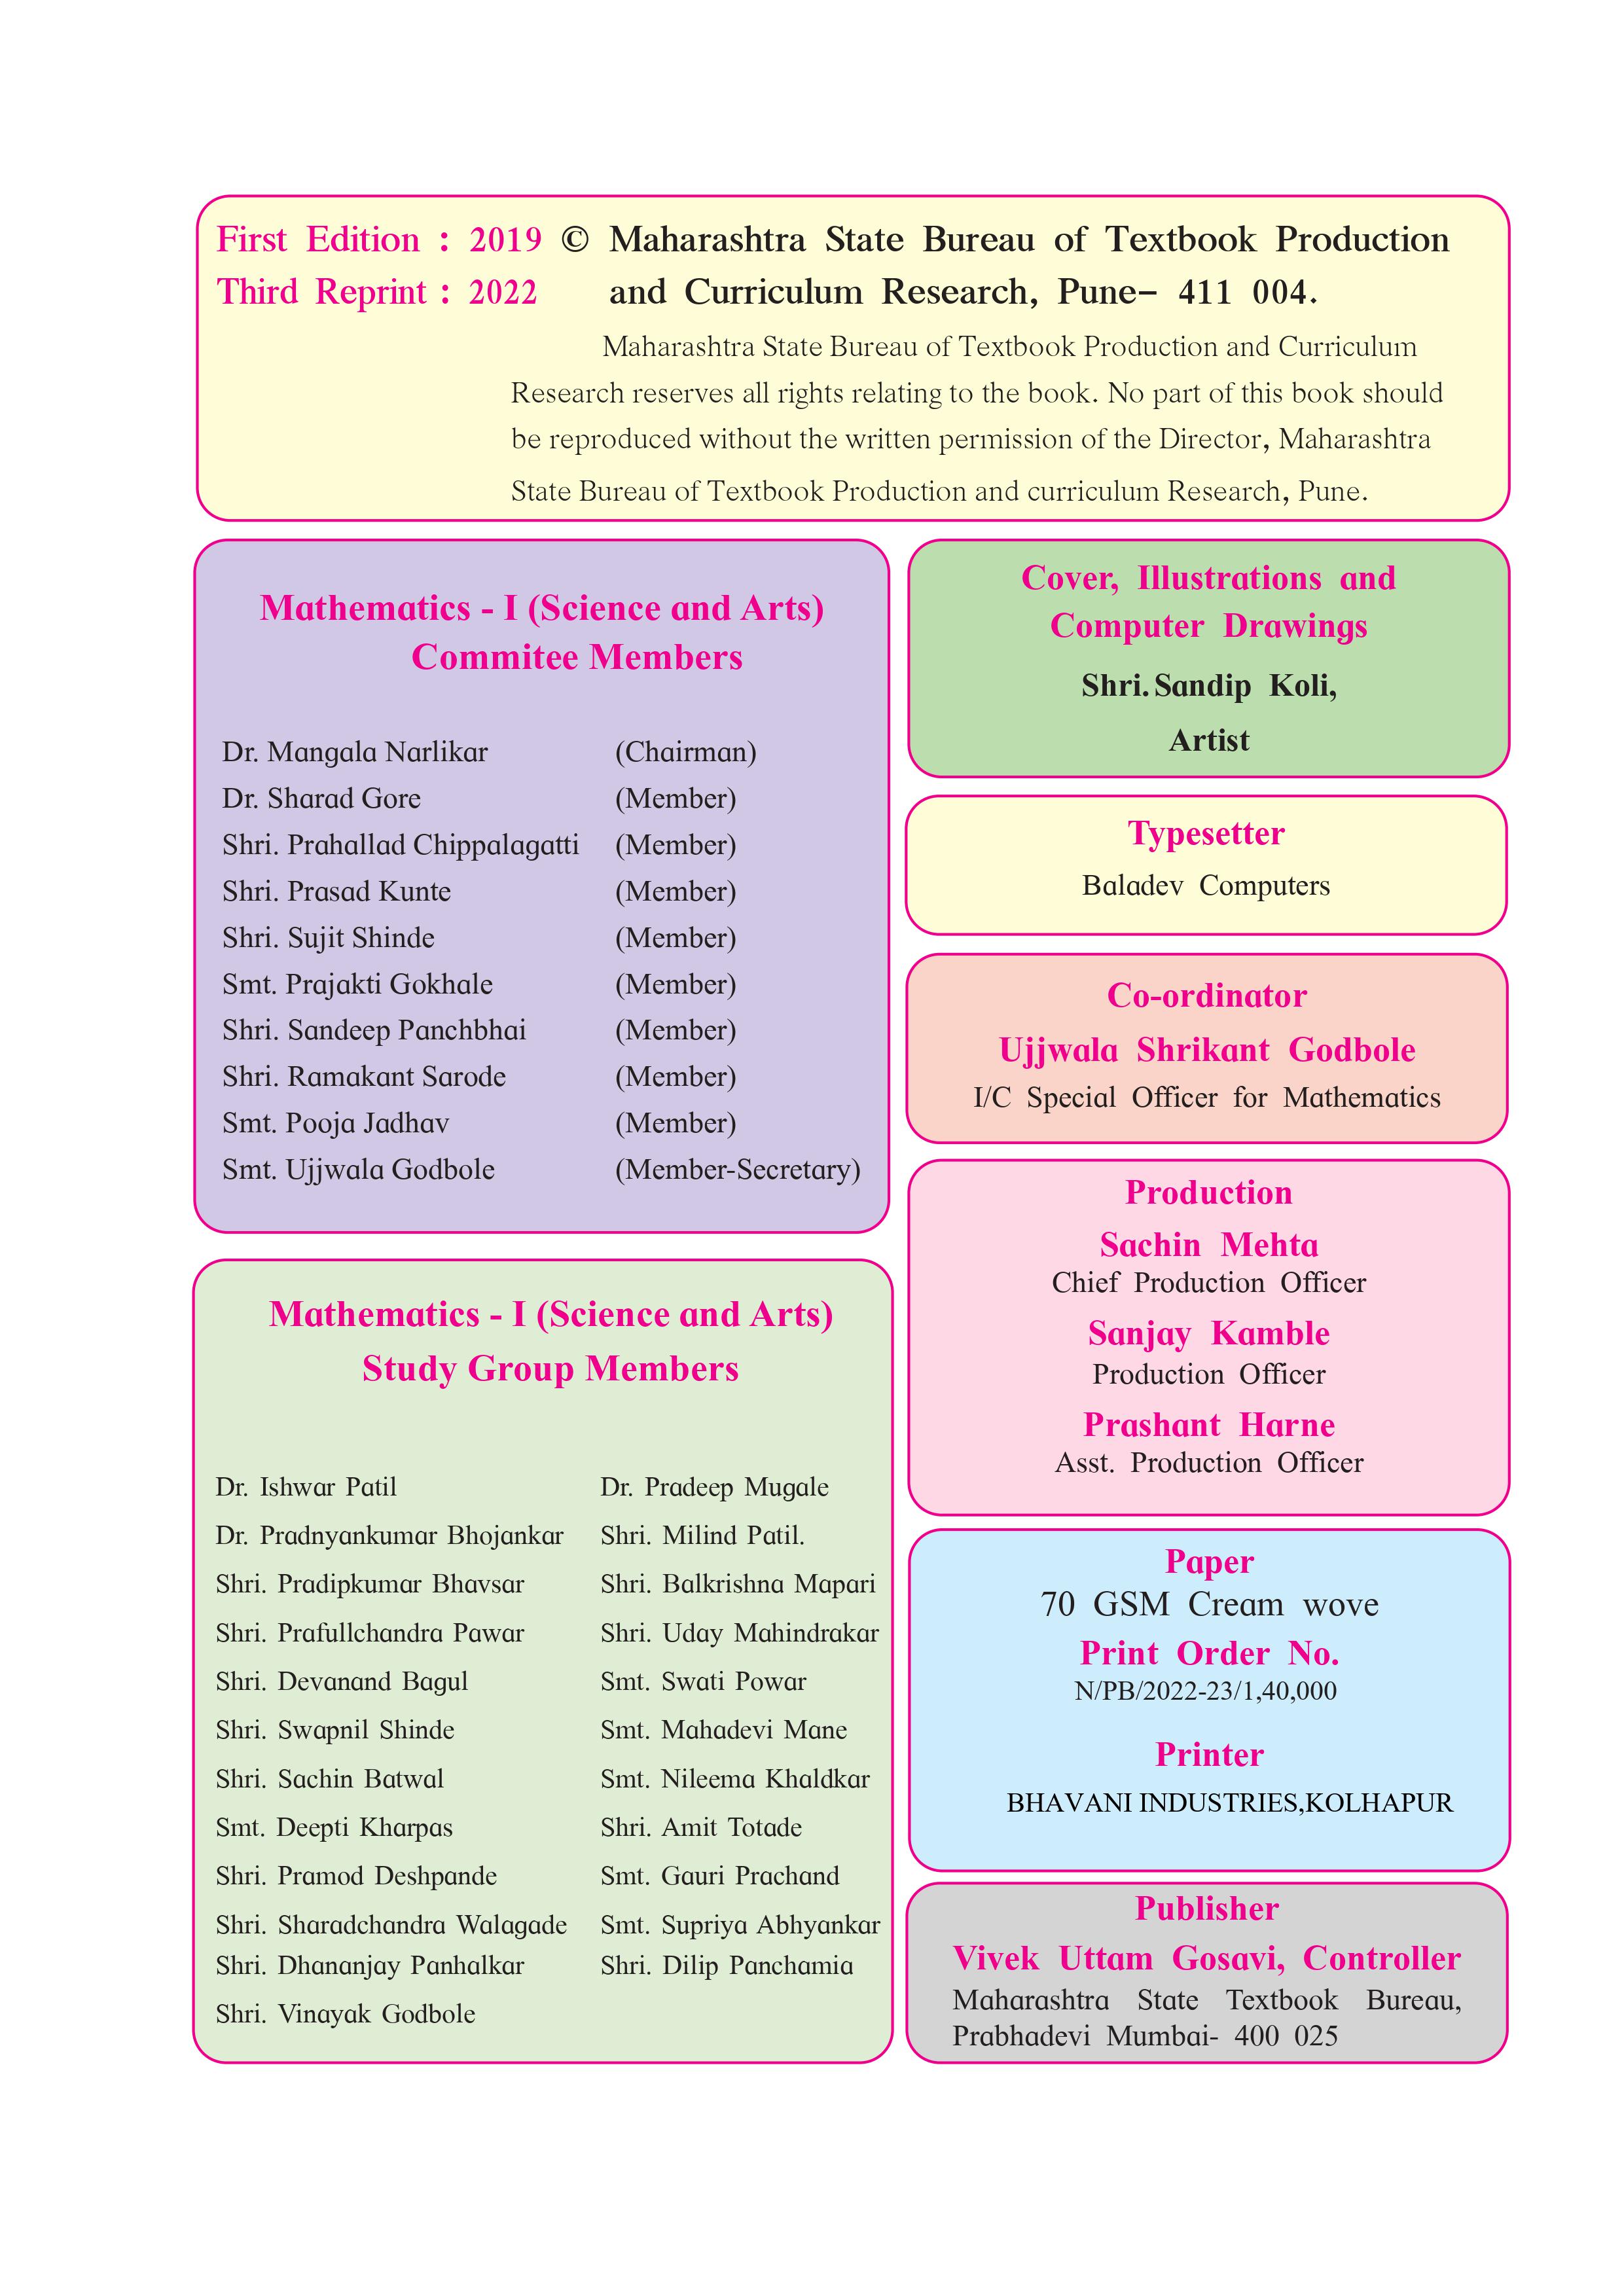 First Edition : 2019 © Maharashtra State Bureau of Textbook Production
Third Reprint : 2022 and Curriculum Research, Pune- 411 004.
Maharashtra State Bureau of Textbook Production and Curriculum
Research reserves all rights relating to the book. No part of this book should
be reproduced without the written permission of the Director, Maharashtra
State Bureau of Textbook Production and curriculum Research, Pune.
Mathematics - I (Science and Arts)
Commitee Members
Dr. Mangala Narlikar (Chairman)
Dr. Sharad Gore (Member)
Shri. Prahallad Chippalagatti (Member)
Shri. Prasad Kunte (Member)
Shri. Sujit Shinde (Member)
Smt. Prajakti Gokhale (Member)
Shri. Sandeep Panchbhai (Member)
Shri. Ramakant Sarode (Member)
Smt. Pooja Jadhav (Member)
Smt. Ujjwala Godbole (Member-Secretary)
Mathematics - I (Science and Arts)
Study Group Members
Dr. Ishwar Patil Dr. Pradeep Mugale
Dr. Pradnyankumar Bhojankar Shri. Milind Patil.
Shri. Pradipkumar Bhavsar Shri. Balkrishna Mapari
Shri. Prafullchandra Pawar Shri. Uday Mahindrakar
Shri. Devanand Bagul Smt. Swati Powar
Shri. Swapnil Shinde Smt. Mahadevi Mane
Shri. Sachin Batwal Smt. Nileema Khaldkar
Smt. Deepti Kharpas Shri. Amit Totade
Shri. Pramod Deshpande Smt. Gauri Prachand
Shri. Sharadchandra Walagade Smt. Supriya Abhyankar
Shri. Dhananjay Panhalkar Shri. Dilip Panchamia
Shri. Vinayak Godbole
Cover, Illustrations and
Computer Drawings
Shri. Sandip Koli,
Artist
Typesetter
Baladev Computers
Co-ordinator
Ujjwala Shrikant Godbole
I/C Special Officer for Mathematics
Production
Sachin Mehta
Chief Production Officer
Sanjay Kamble
Production Officer
Prashant Harne
Asst. Production Officer
Paper
70 GSM Cream wove
Print Order No.
N/PB/2022-23/1,40,000
Printer
BHAVANI INDUSTRIES,KOLHAPUR
Publisher
Vivek Uttam Gosavi, Controller
Maharashtra State Textbook Bureau,
Prabhadevi Mumbai- 400 025